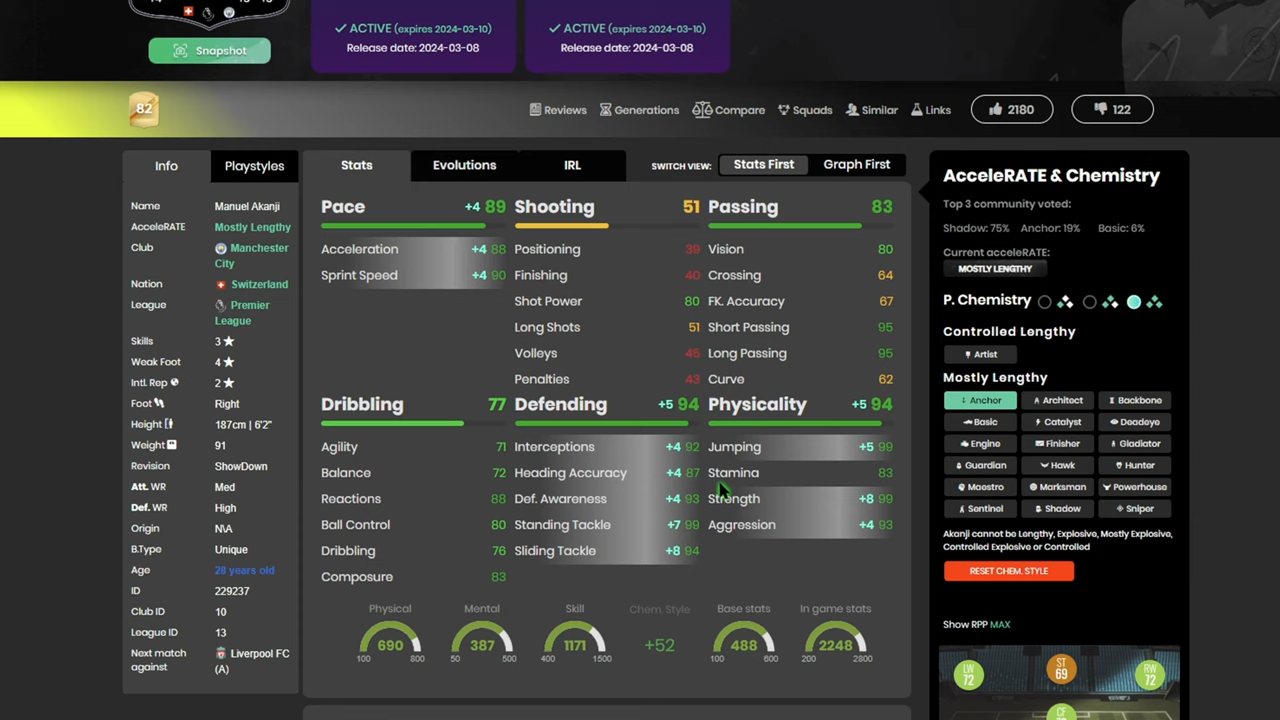 ACTIVE (expires 2024-03-10)
Release date: 2024-03-08
ACTIVE (expires 2024-03-10)
Release date: 2024-03-08
Snapshot
82
Reviews Generations Compare Squads Similar Links 2180 122
Info Playstyles
Name Manuel Akanji
AcceleRATE Mostly Lengthy
Club Manchester
City
Nation Switzerland
League Premier
League
Skills 3
Weak Foot 4
Intl. Rep 2
Foot Right
Height 187cm | 6'2"
Weight 91
Revision ShowDown
Att. WR Med
Def. WR High
Origin N\A
B.Type Unique
Age 28 years old
ID 229237
Club ID 10
League ID 13
Next match Liverpool FC
against (A)
Stats Evolutions IRL SWITCH VIEW: Stats First Graph First
Pace +4 89
Acceleration +4 88
Sprint Speed +4 90
Shooting 51
Positioning 39
Finishing 40
Shot Power 80
Long Shots 51
Volleys 45
Penalties 43
Passing 83
Vision 80
Crossing 64
FK. Accuracy 67
Short Passing 95
Long Passing 95
Curve 62
Dribbling 77
Agility 71
Balance 72
Reactions 88
Ball Control 80
Dribbling 76
Composure 83
Defending +5 94
Interceptions +4 92
Heading Accuracy +4 87
Def. Awareness +4 93
Standing Tackle +7 99
Sliding Tackle +8 94
Physicality +5 94
Jumping +5 99
Stamina 83
Strength +8 99
Aggression +4 93
Physical Mental Skill Chem. Style Base stats In game stats
690 387 1171 +52 488 2248
100 800 50 500 400 1500 100 600 200 2800
AcceleRATE & Chemistry
Top 3 community voted:
Shadow: 75% Anchor: 19% Basic: 6%
Current acceleRATE:
MOSTLY LENGTHY
P. Chemistry
Controlled Lengthy
Artist
Mostly Lengthy
Anchor Architect Backbone
Basic Catalyst Deadeye
Engine Finisher Gladiator
Guardian Hawk Hunter
Maestro Marksman Powerhouse
Sentinel Shadow Sniper
Akanji cannot be Lengthy, Explosive, Mostly Explosive,
Controlled Explosive or Controlled
RESET CHEM. STYLE
Show RPP MAX
LW
72
ST
69
RW
72
CF